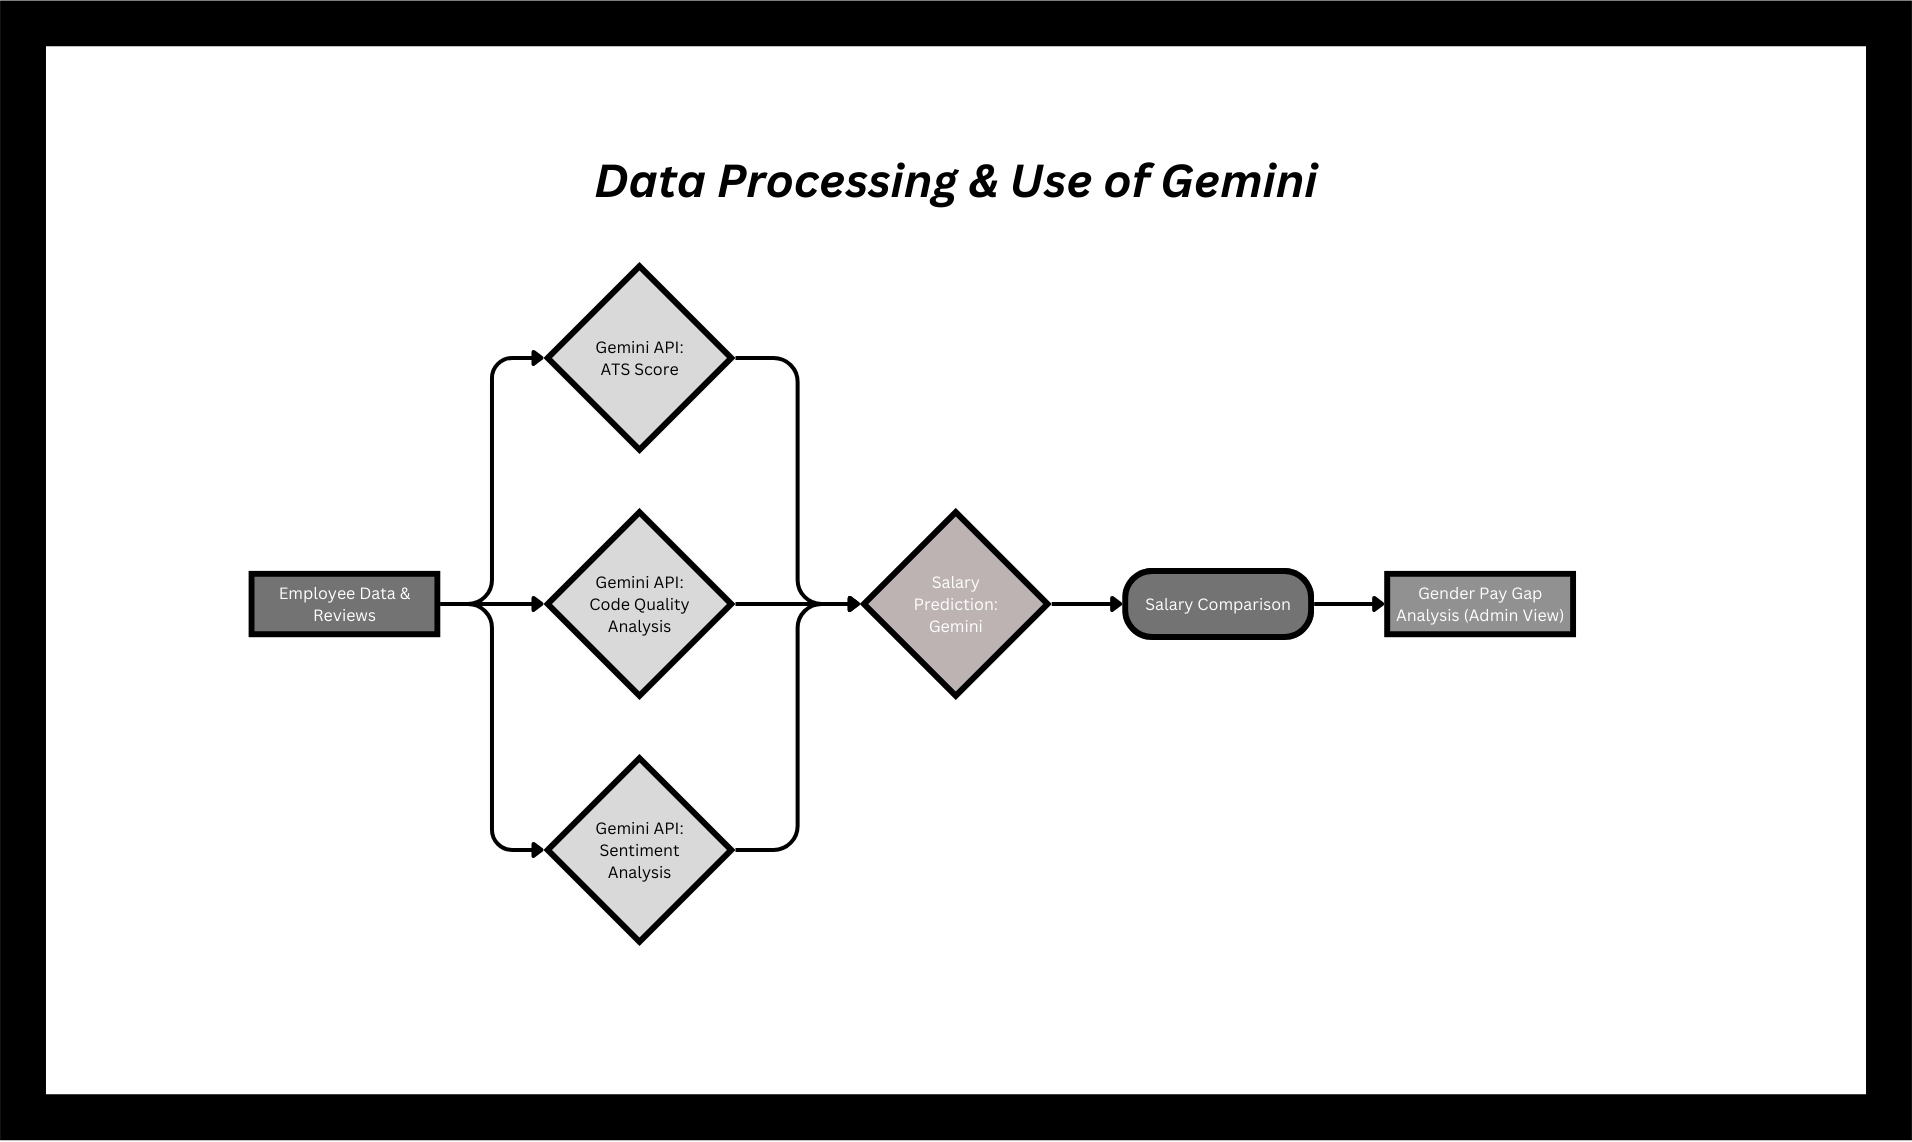 Data Processing & Use of Gemini
Gemini API:
ATS Score
Employee Data &
Reviews
Gemini API:
Code Quality
Analysis
Gemini API:
Sentiment
Analysis
Salary
Prediction:
Gemini
Salary Comparison
Gender Pay Gap
Analysis (Admin View)